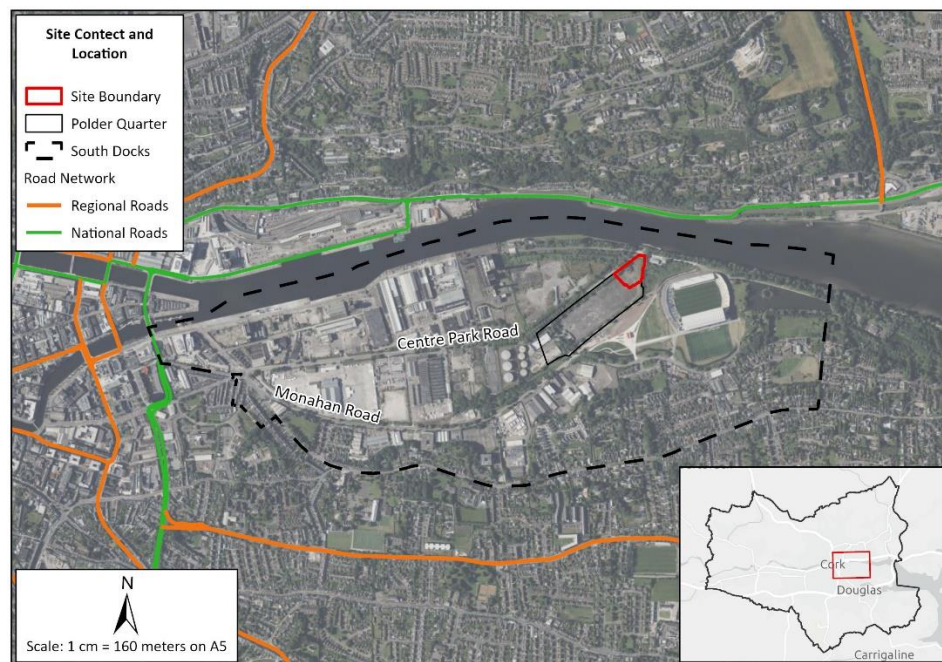 Site Contect and
Location
Site Boundary
Polder Quarter
South Docks
Road Network
Regional Roads
National Roads
Centre Park Road
Monahan Road
N
Scale: 1 cm = 160 meters on A5
Cork
Douglas
Carrigaline